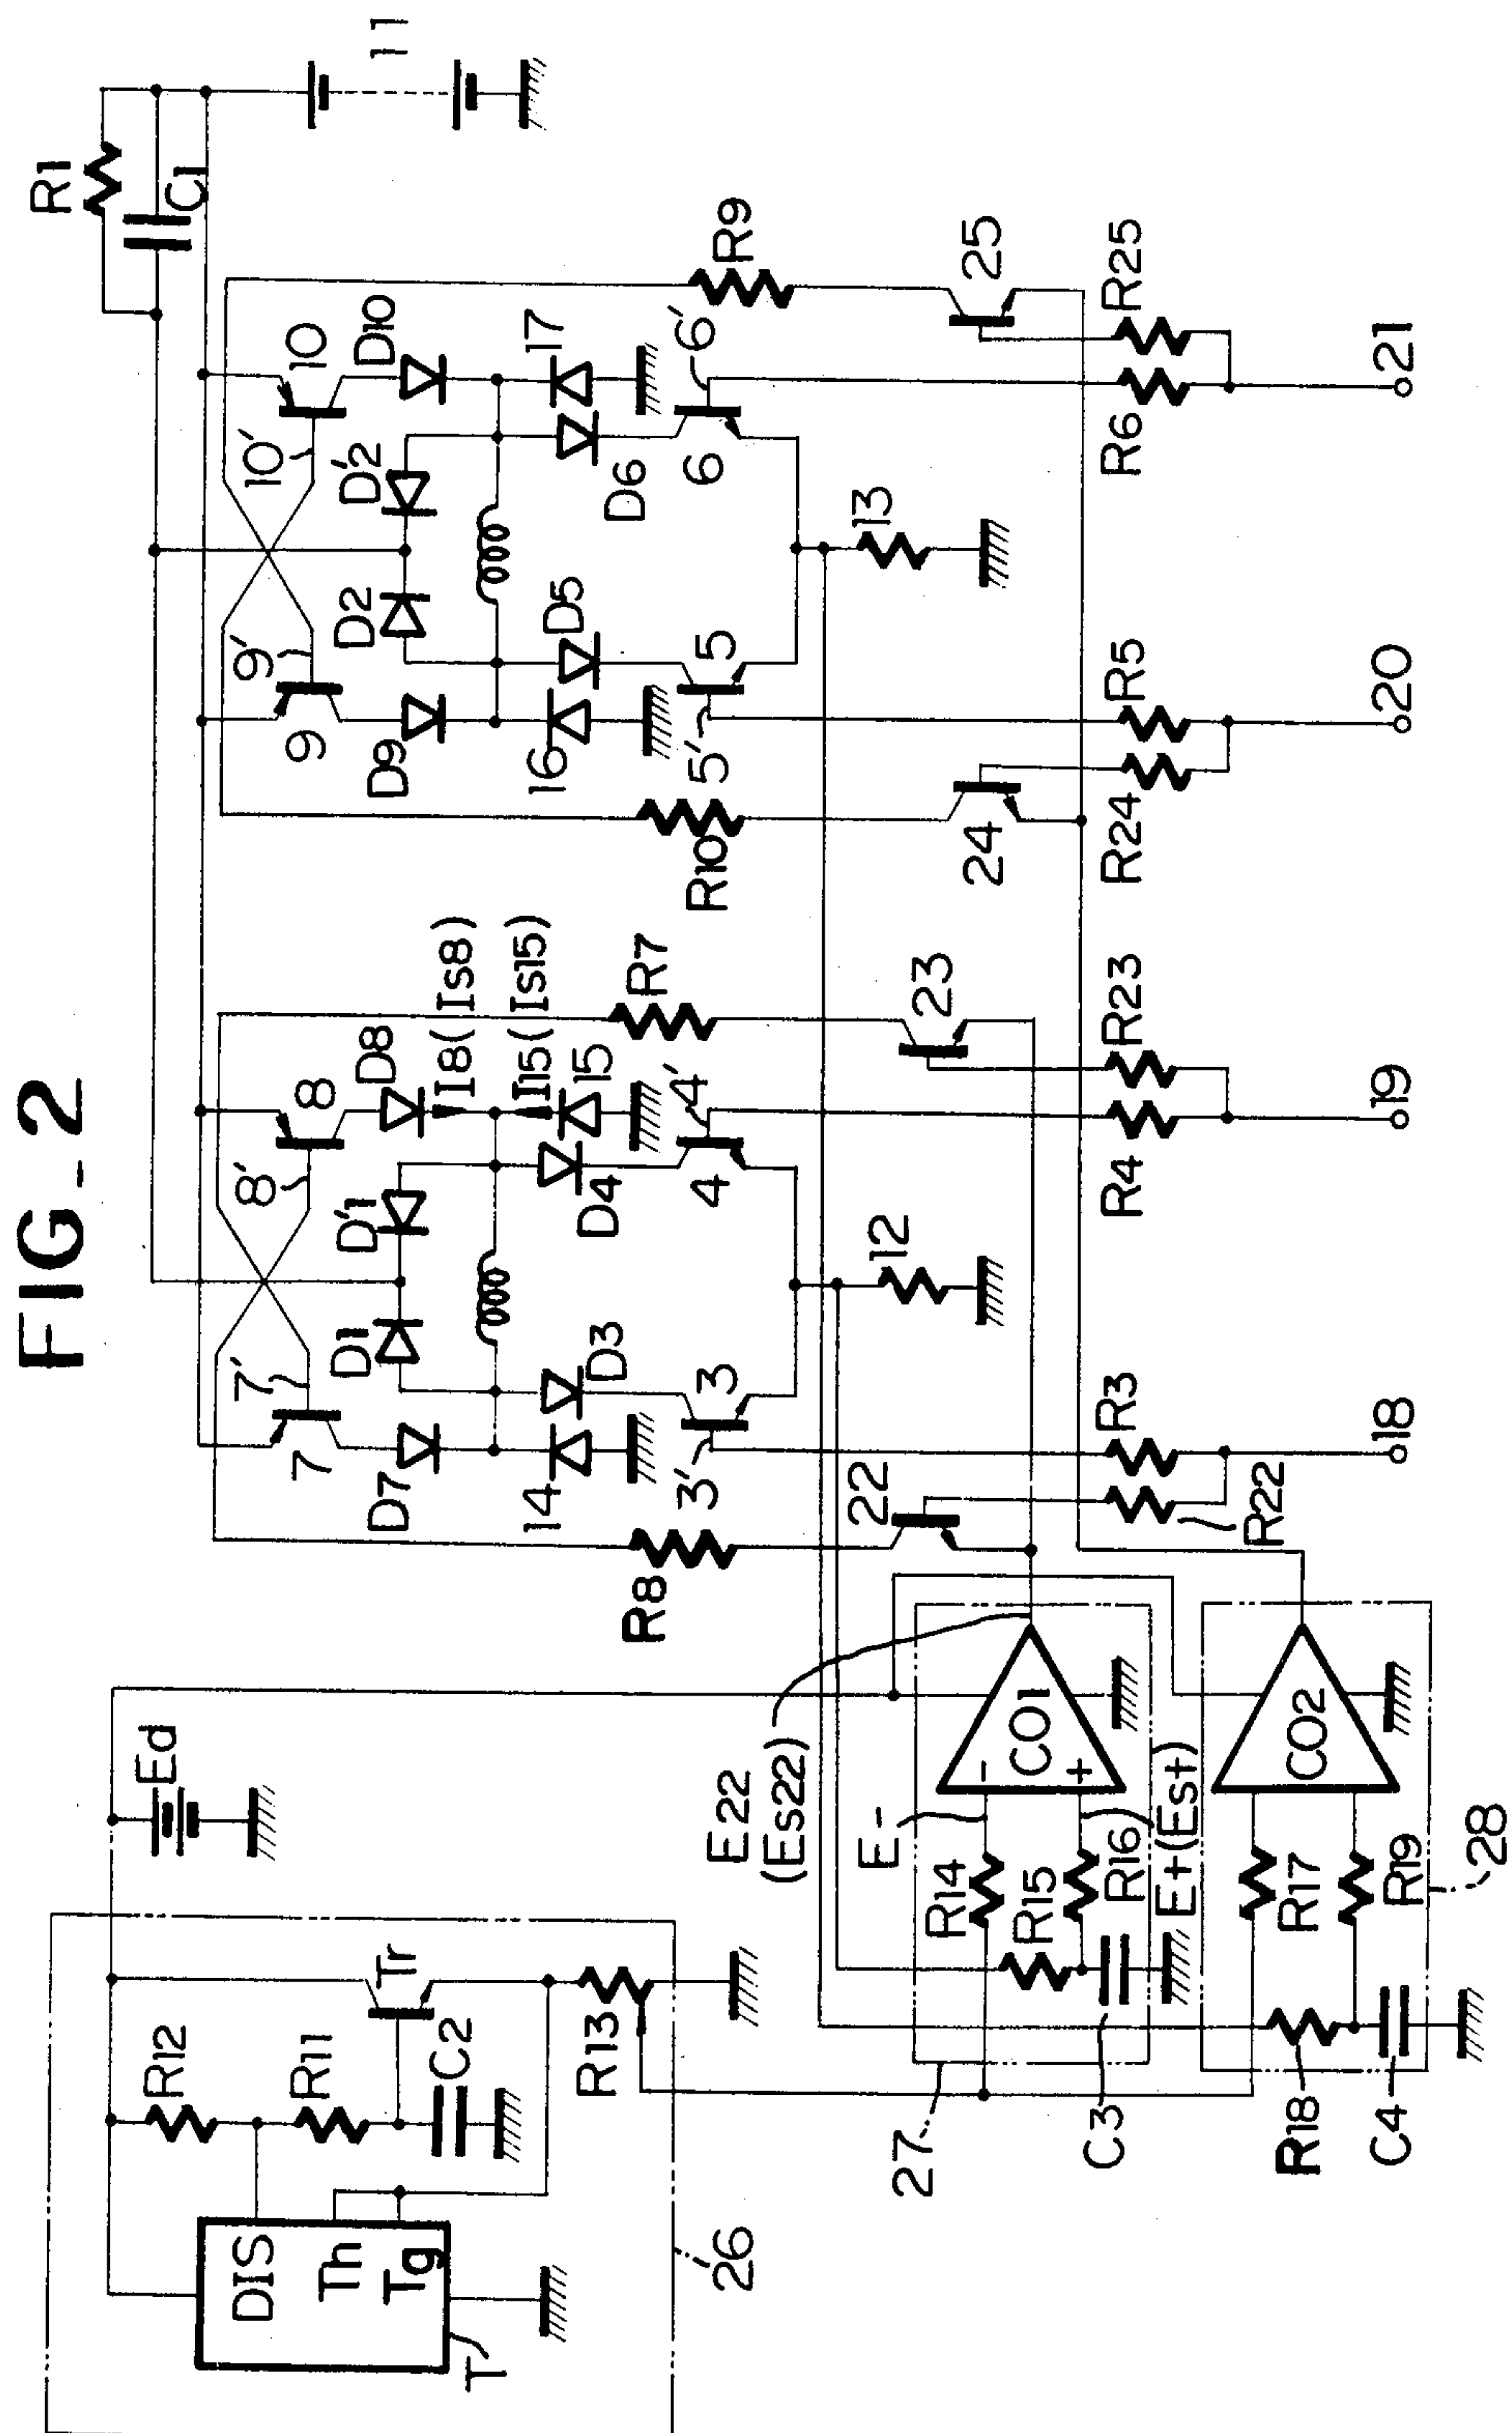 FIG_2
R1
C1
11
10
10'
D10
9'
9
D9
D2
D'2
17
16
D5
D6
5
5'
6
6'
R9
R10
13
25
24
R25
R6
R5
R24
21
20
8'
8
D8
7'
7
D7
D1
D'1
I8(Is8)
I15(Is15)
15
14
D3
D4
3
3'
4
4'
R7
R8
12
23
22
R23
R4
R3
R22
19
18
Ed
E22
(Es22)
E-
E+(Es+)
CO1
-
+
CO2
R14
R15
R16
R17
R19
R18
C3
C4
27
28
R12
R11
C2
Tr
R13
DIS
Th
Tg
T
26